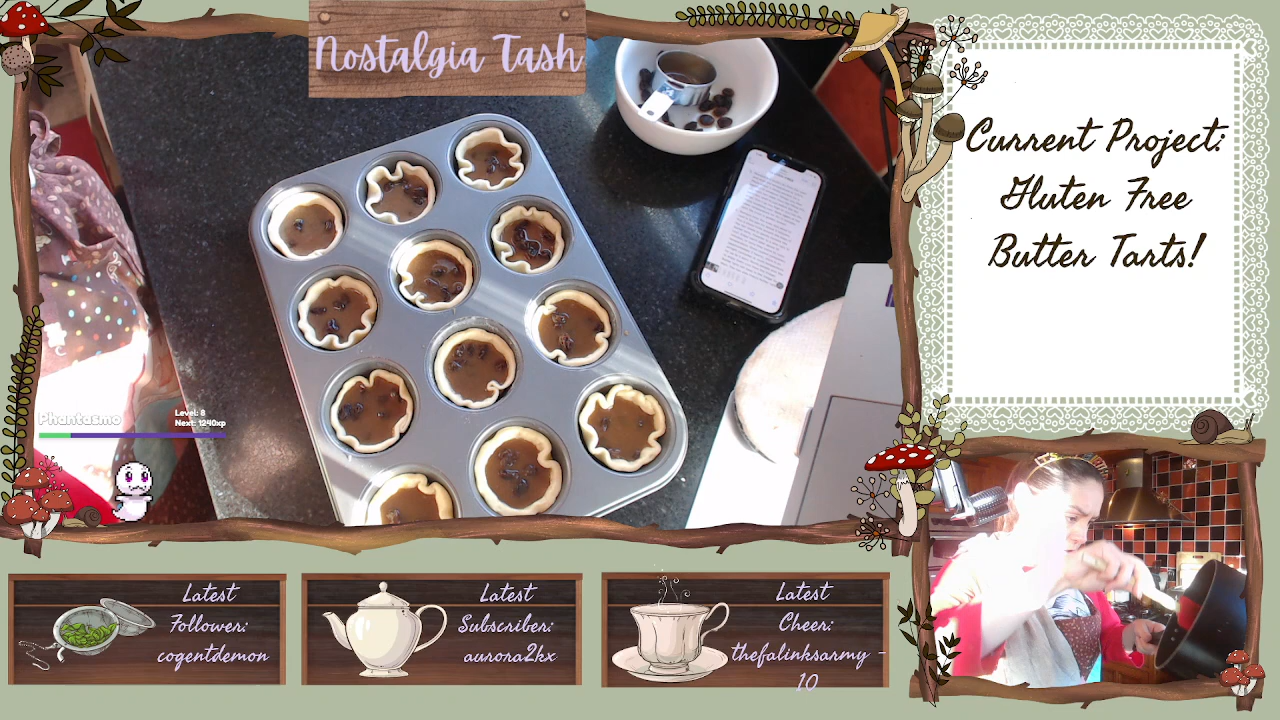 Nostalgia Tash
Current Project:
Gluten Free
Butter Tarts!
Phantasmo
Level: 8
Next: 1240xp
Latest
Follower:
cogentdemon
Latest
Subscriber:
aurora2kx
Latest
Cheer:
thefalinksarmy -
10